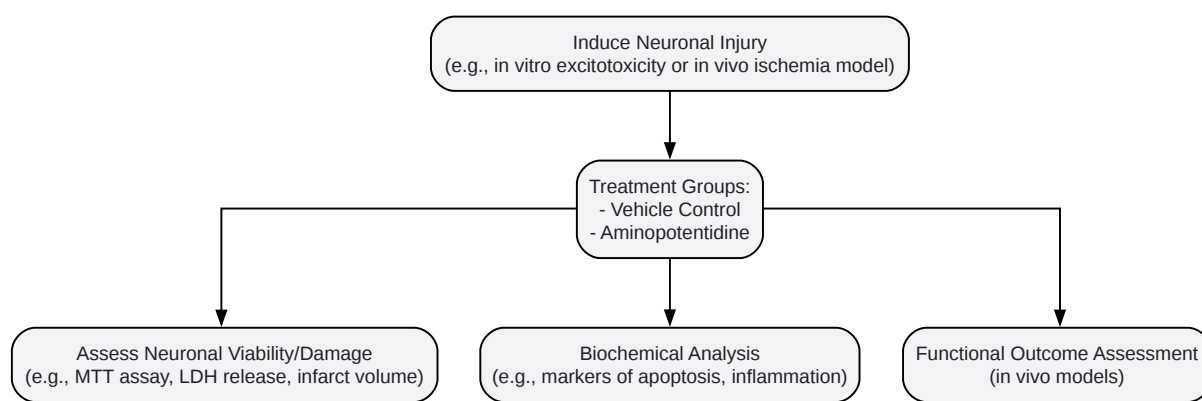 Induce Neuronal Injury
(e.g., in vitro excitotoxicity or in vivo ischemia model)
Treatment Groups:
- Vehicle Control
- Aminopotentidine
Assess Neuronal Viability/Damage
(e.g., MTT assay, LDH release, infarct volume)
Biochemical Analysis
(e.g., markers of apoptosis, inflammation)
Functional Outcome Assessment
(in vivo models)